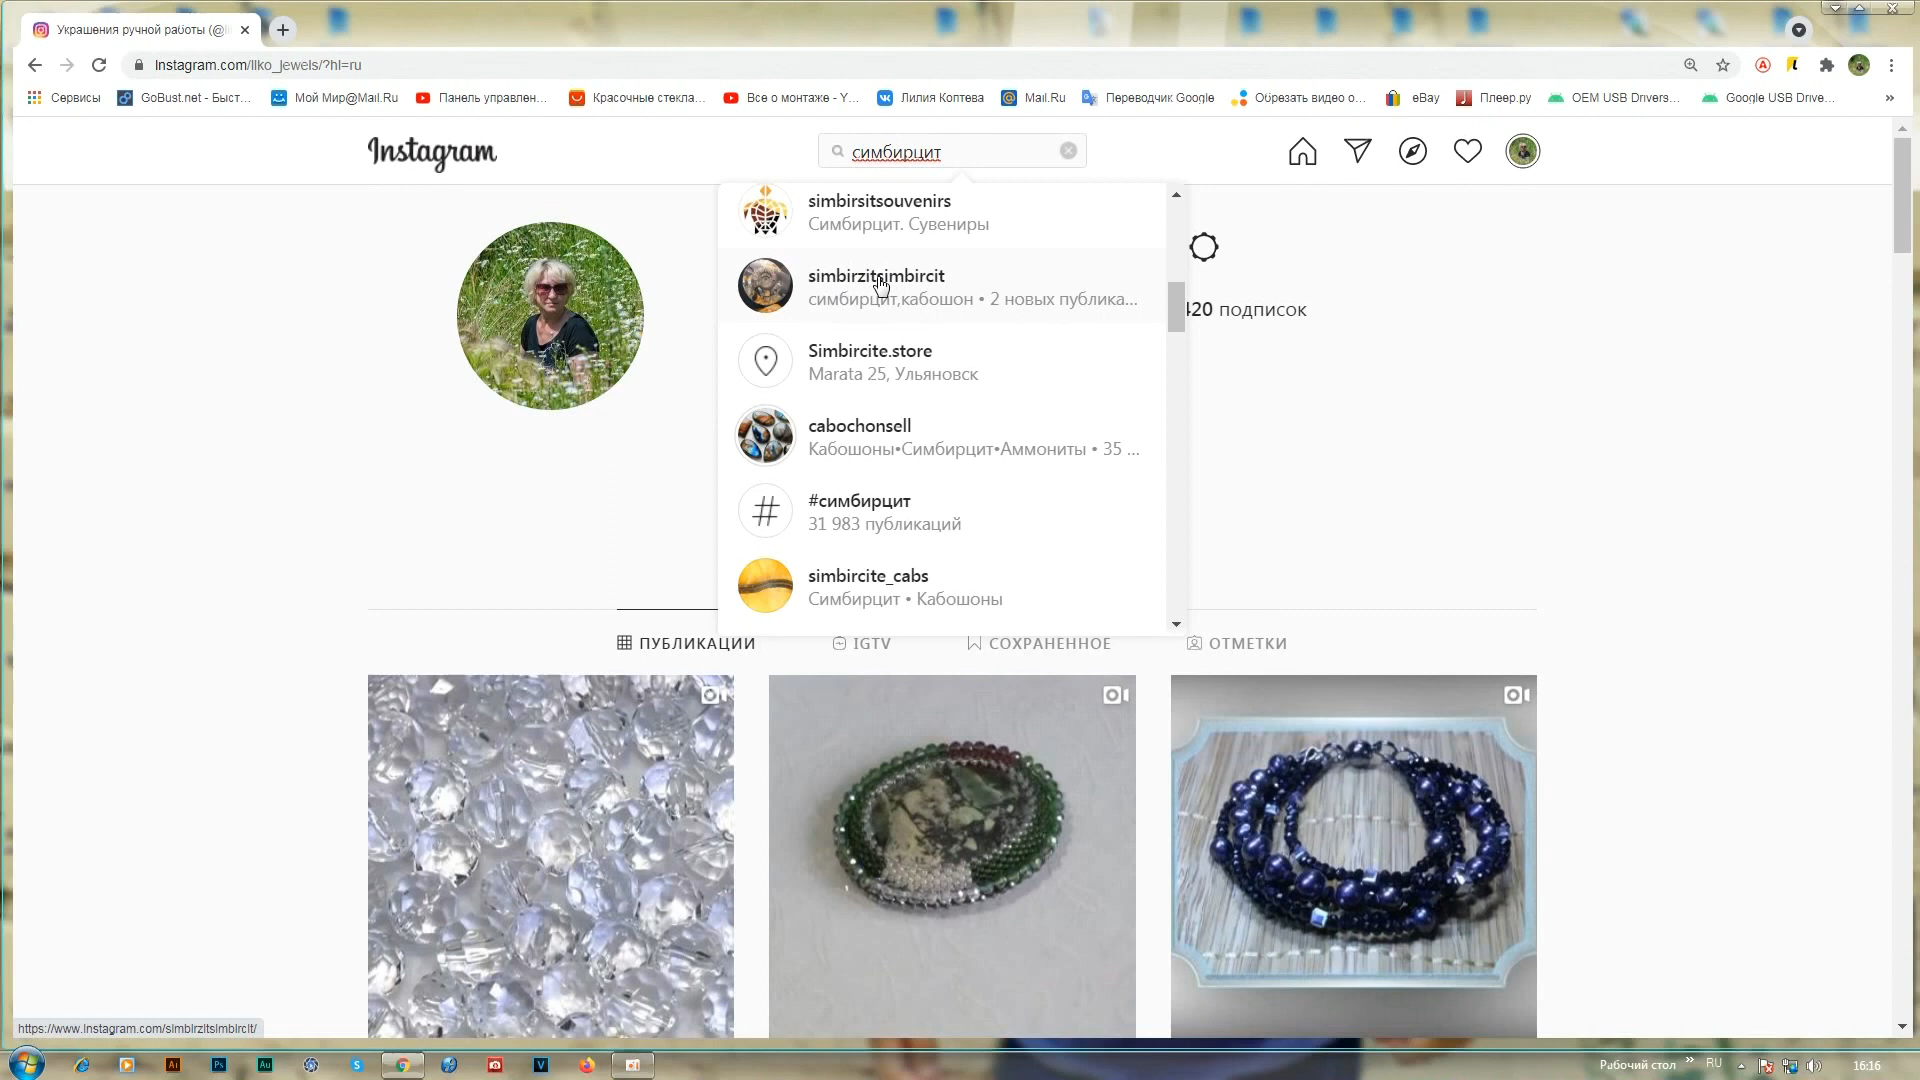 Украшения ручной работы (@li
instagram.com/liko_jewels/?hl=ru
Сервисы
GoBust.net - Быст...
Мой Мир@Mail.Ru
Панель управлен...
Красочные стекла...
Все о монтаже - Y...
Лилия Коптева
Mail.Ru
Переводчик Google
Обрезать видео о...
eBay
Плеер.ру
OEM USB Drivers...
Google USB Drive...
»
Instagram
симбирцит
simbirsitsouvenirs
Симбирцит. Сувениры
simbirzitsimbircit
симбирцит,кабошон • 2 новых публика...
420 подписок
Simbircite.store
Marata 25, Ульяновск
cabochonsell
Кабошоны•Симбирцит•Аммониты • 35 ...
#симбирцит
31 983 публикаций
simbircite_cabs
Симбирцит • Кабошоны
ПУБЛИКАЦИИ
IGTV
СОХРАНЕННОЕ
ОТМЕТКИ
https://www.instagram.com/simbirzitsimbircit/
Рабочий стол
»
RU
16:16